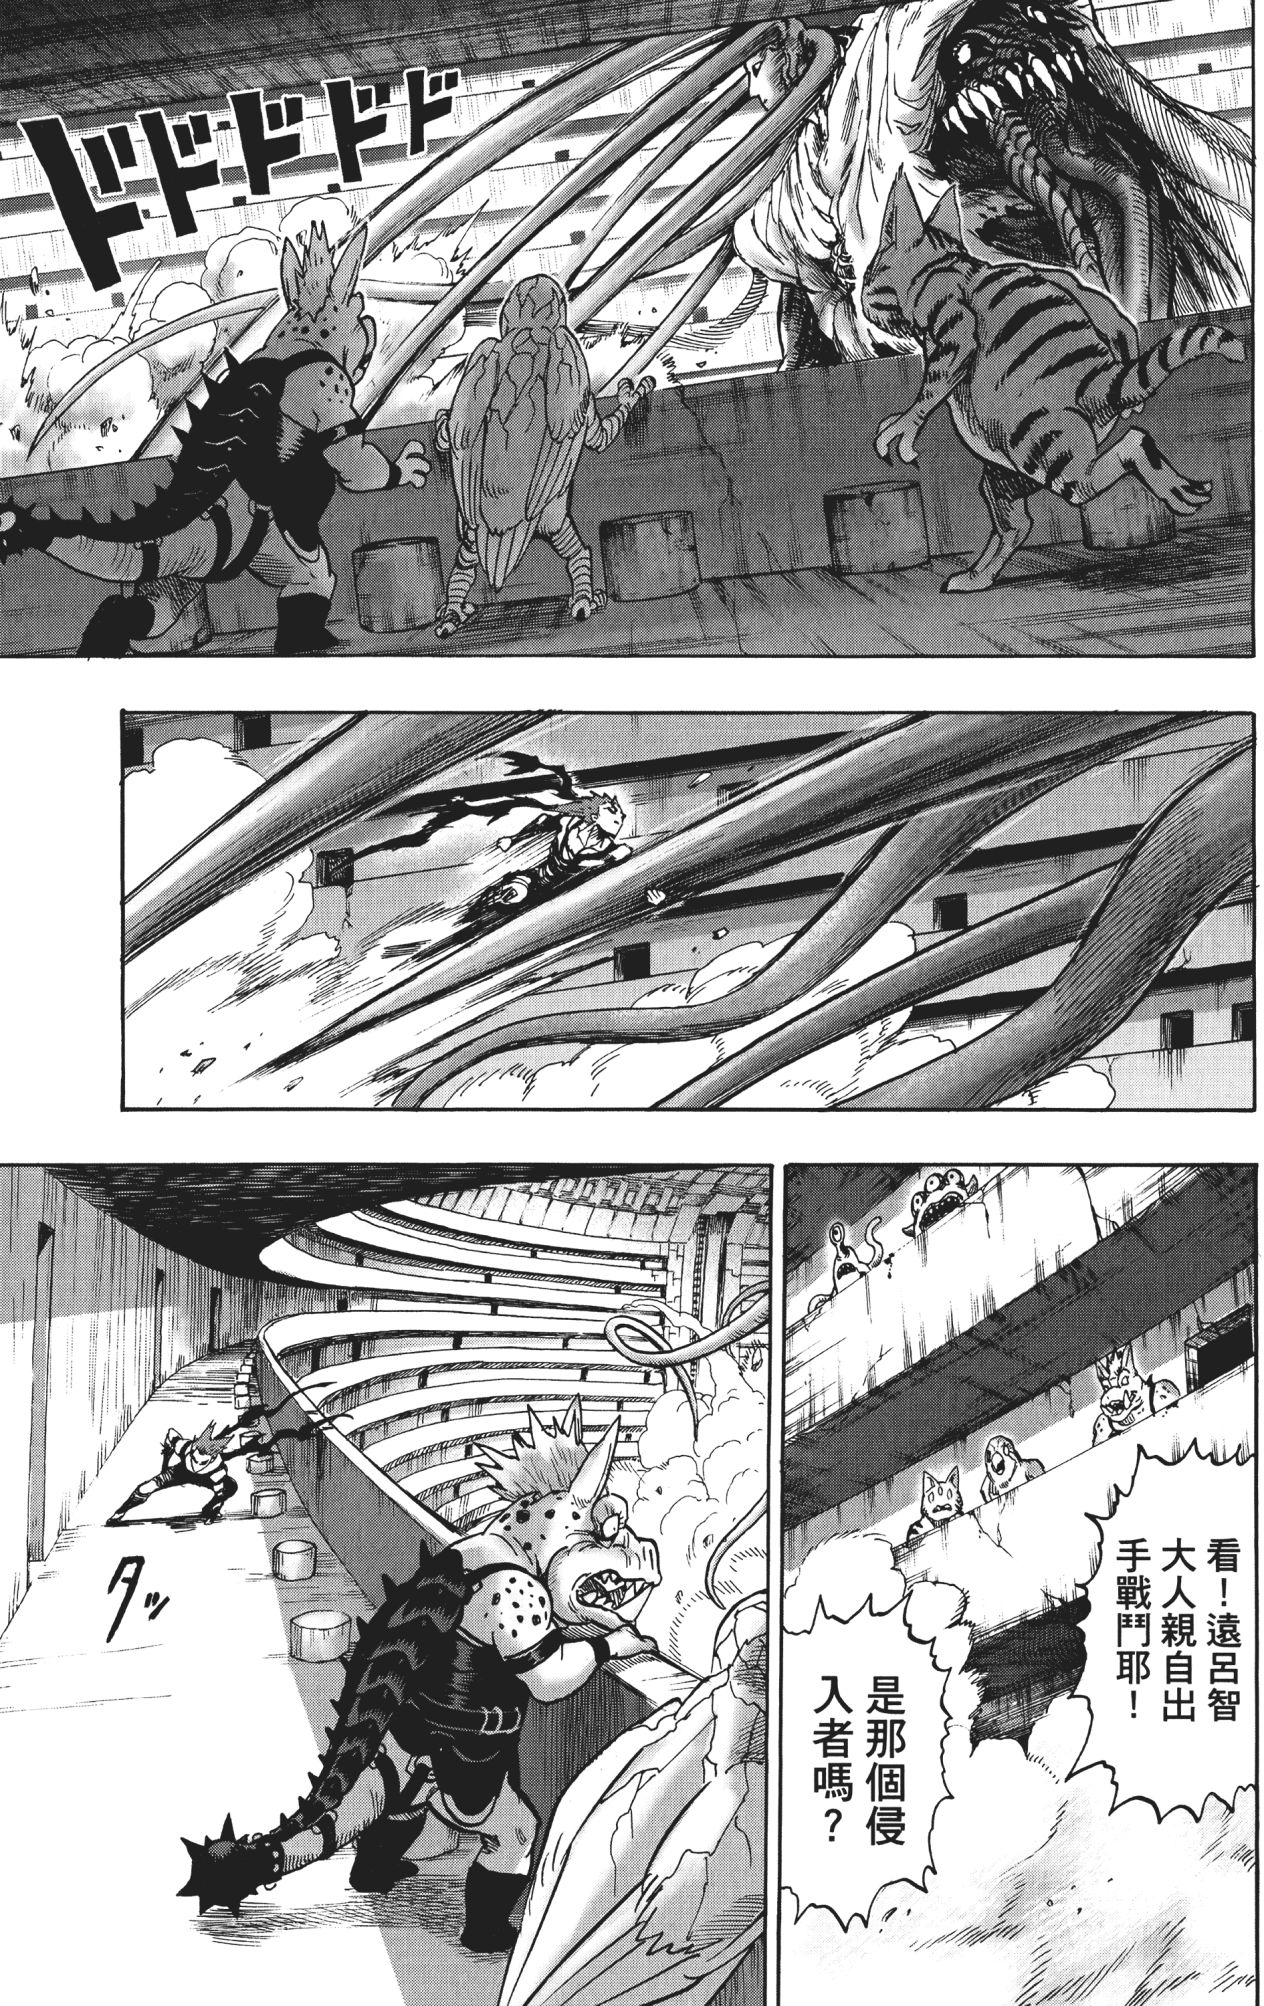 ドドドドド
看！遠呂智
大人親自出
手戰鬥耶！
是那個侵
入者嗎？
タッ